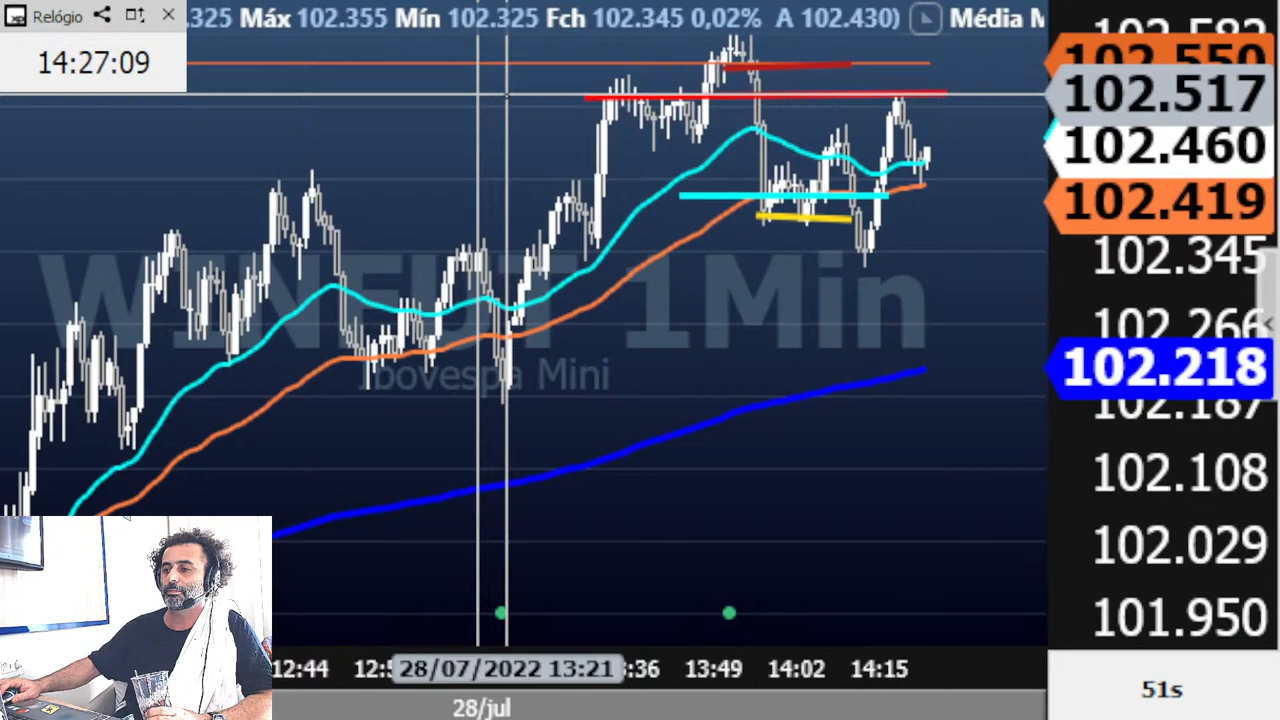 Relógio
.325 Máx 102.355 Mín 102.325 Fch 102.345 0,02% A 102.430) Média M
14:27:09
102.550
102.517
102.460
102.419
102.345
WINFUT 1Min
102.266
Ibovespa Mini
102.218
102.187
102.108
102.029
101.950
12:44 12:5 28/07/2022 13:21 :36 13:49 14:02 14:15
51s
28/jul